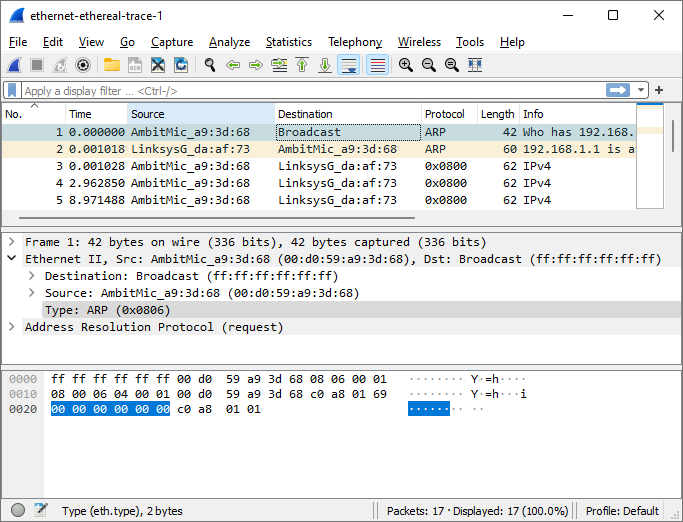 ethernet-ethereal-trace-1
File Edit View Go Capture Analyze Statistics Telephony Wireless Tools Help
Apply a display filter ... <Ctrl-/>
No. Time Source Destination Protocol Length Info
1 0.000000 AmbitMic_a9:3d:68 Broadcast ARP 42 Who has 192.168.
2 0.001018 LinksysG_da:af:73 AmbitMic_a9:3d:68 ARP 60 192.168.1.1 is a
3 0.001028 AmbitMic_a9:3d:68 LinksysG_da:af:73 0x0800 62 IPv4
4 2.962850 AmbitMic_a9:3d:68 LinksysG_da:af:73 0x0800 62 IPv4
5 8.971488 AmbitMic_a9:3d:68 LinksysG_da:af:73 0x0800 62 IPv4
Frame 1: 42 bytes on wire (336 bits), 42 bytes captured (336 bits)
Ethernet II, Src: AmbitMic_a9:3d:68 (00:d0:59:a9:3d:68), Dst: Broadcast (ff:ff:ff:ff:ff:ff)
Destination: Broadcast (ff:ff:ff:ff:ff:ff)
Source: AmbitMic_a9:3d:68 (00:d0:59:a9:3d:68)
Type: ARP (0x0806)
Address Resolution Protocol (request)
0000 ff ff ff ff ff ff 00 d0 59 a9 3d 68 08 06 00 01 ········ Y·=h····
0010 08 00 06 04 00 01 00 d0 59 a9 3d 68 c0 a8 01 69 ········ Y·=h···i
0020 00 00 00 00 00 00 c0 a8 01 01 ········ ··
Type (eth.type), 2 bytes Packets: 17 · Displayed: 17 (100.0%) Profile: Default